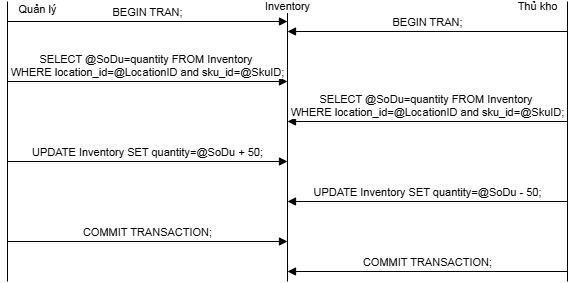 Quản lý
Inventory
Thủ kho
BEGIN TRAN;
BEGIN TRAN;
SELECT @SoDu=quantity FROM Inventory
WHERE location_id=@LocationID and sku_id=@SkuID;
SELECT @SoDu=quantity FROM Inventory
WHERE location_id=@LocationID and sku_id=@SkuID;
UPDATE Inventory SET quantity=@SoDu + 50;
UPDATE Inventory SET quantity=@SoDu - 50;
COMMIT TRANSACTION;
COMMIT TRANSACTION;